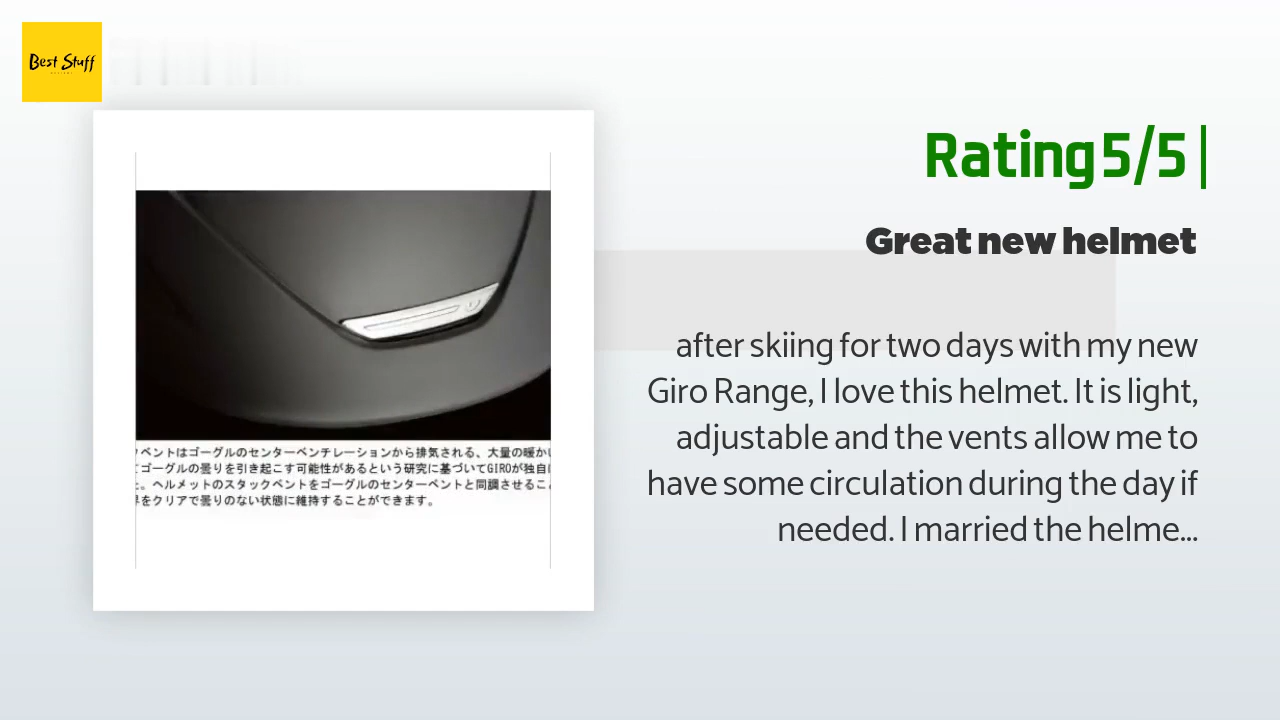 Best Stuff
Rating 5/5 |
Great new helmet
after skiing for two days with my new
Giro Range, I love this helmet. It is light,
adjustable and the vents allow me to
have some circulation during the day if
needed. I married the helme...
ベントはゴーグルのセンターベンチレーションから排気される、大量の暖か
ゴーグルの曇りを引き起こす可能性があるという研究に基づいてGIROが独自
。ヘルメットのスタックベントをゴーグルのセンターベントと同調させるこ
をクリアで曇りのない状態に維持することができます。